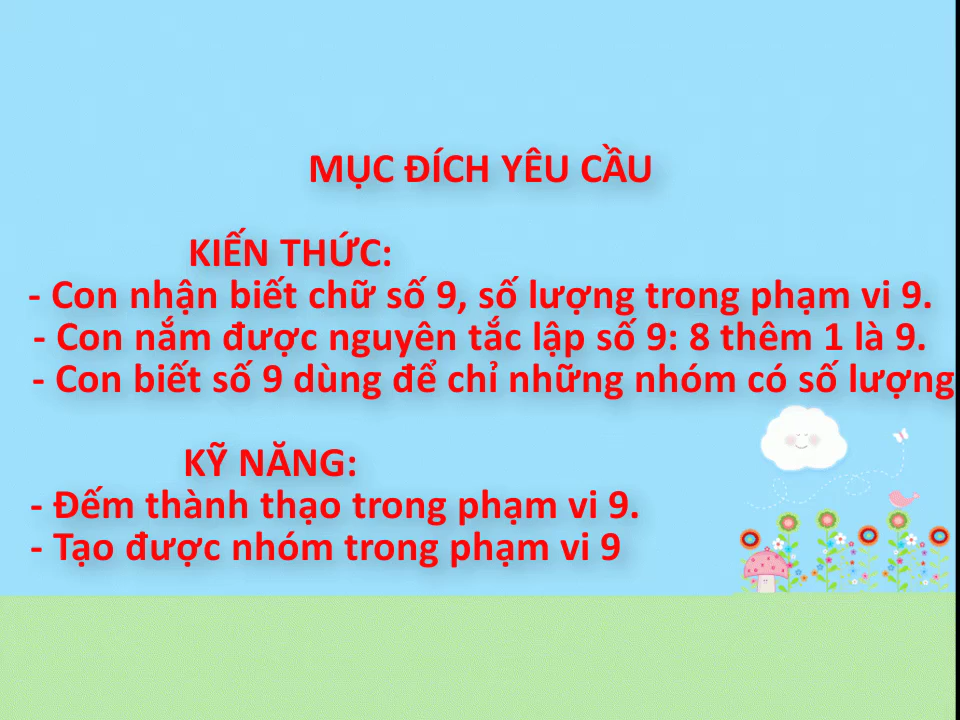 MỤC ĐÍCH YÊU CẦU
KIẾN THỨC:
- Con nhận biết chữ số 9, số lượng trong phạm vi 9.
- Con nắm được nguyên tắc lập số 9: 8 thêm 1 là 9.
- Con biết số 9 dùng để chỉ những nhóm có số lượng
KỸ NĂNG:
- Đếm thành thạo trong phạm vi 9.
- Tạo được nhóm trong phạm vi 9